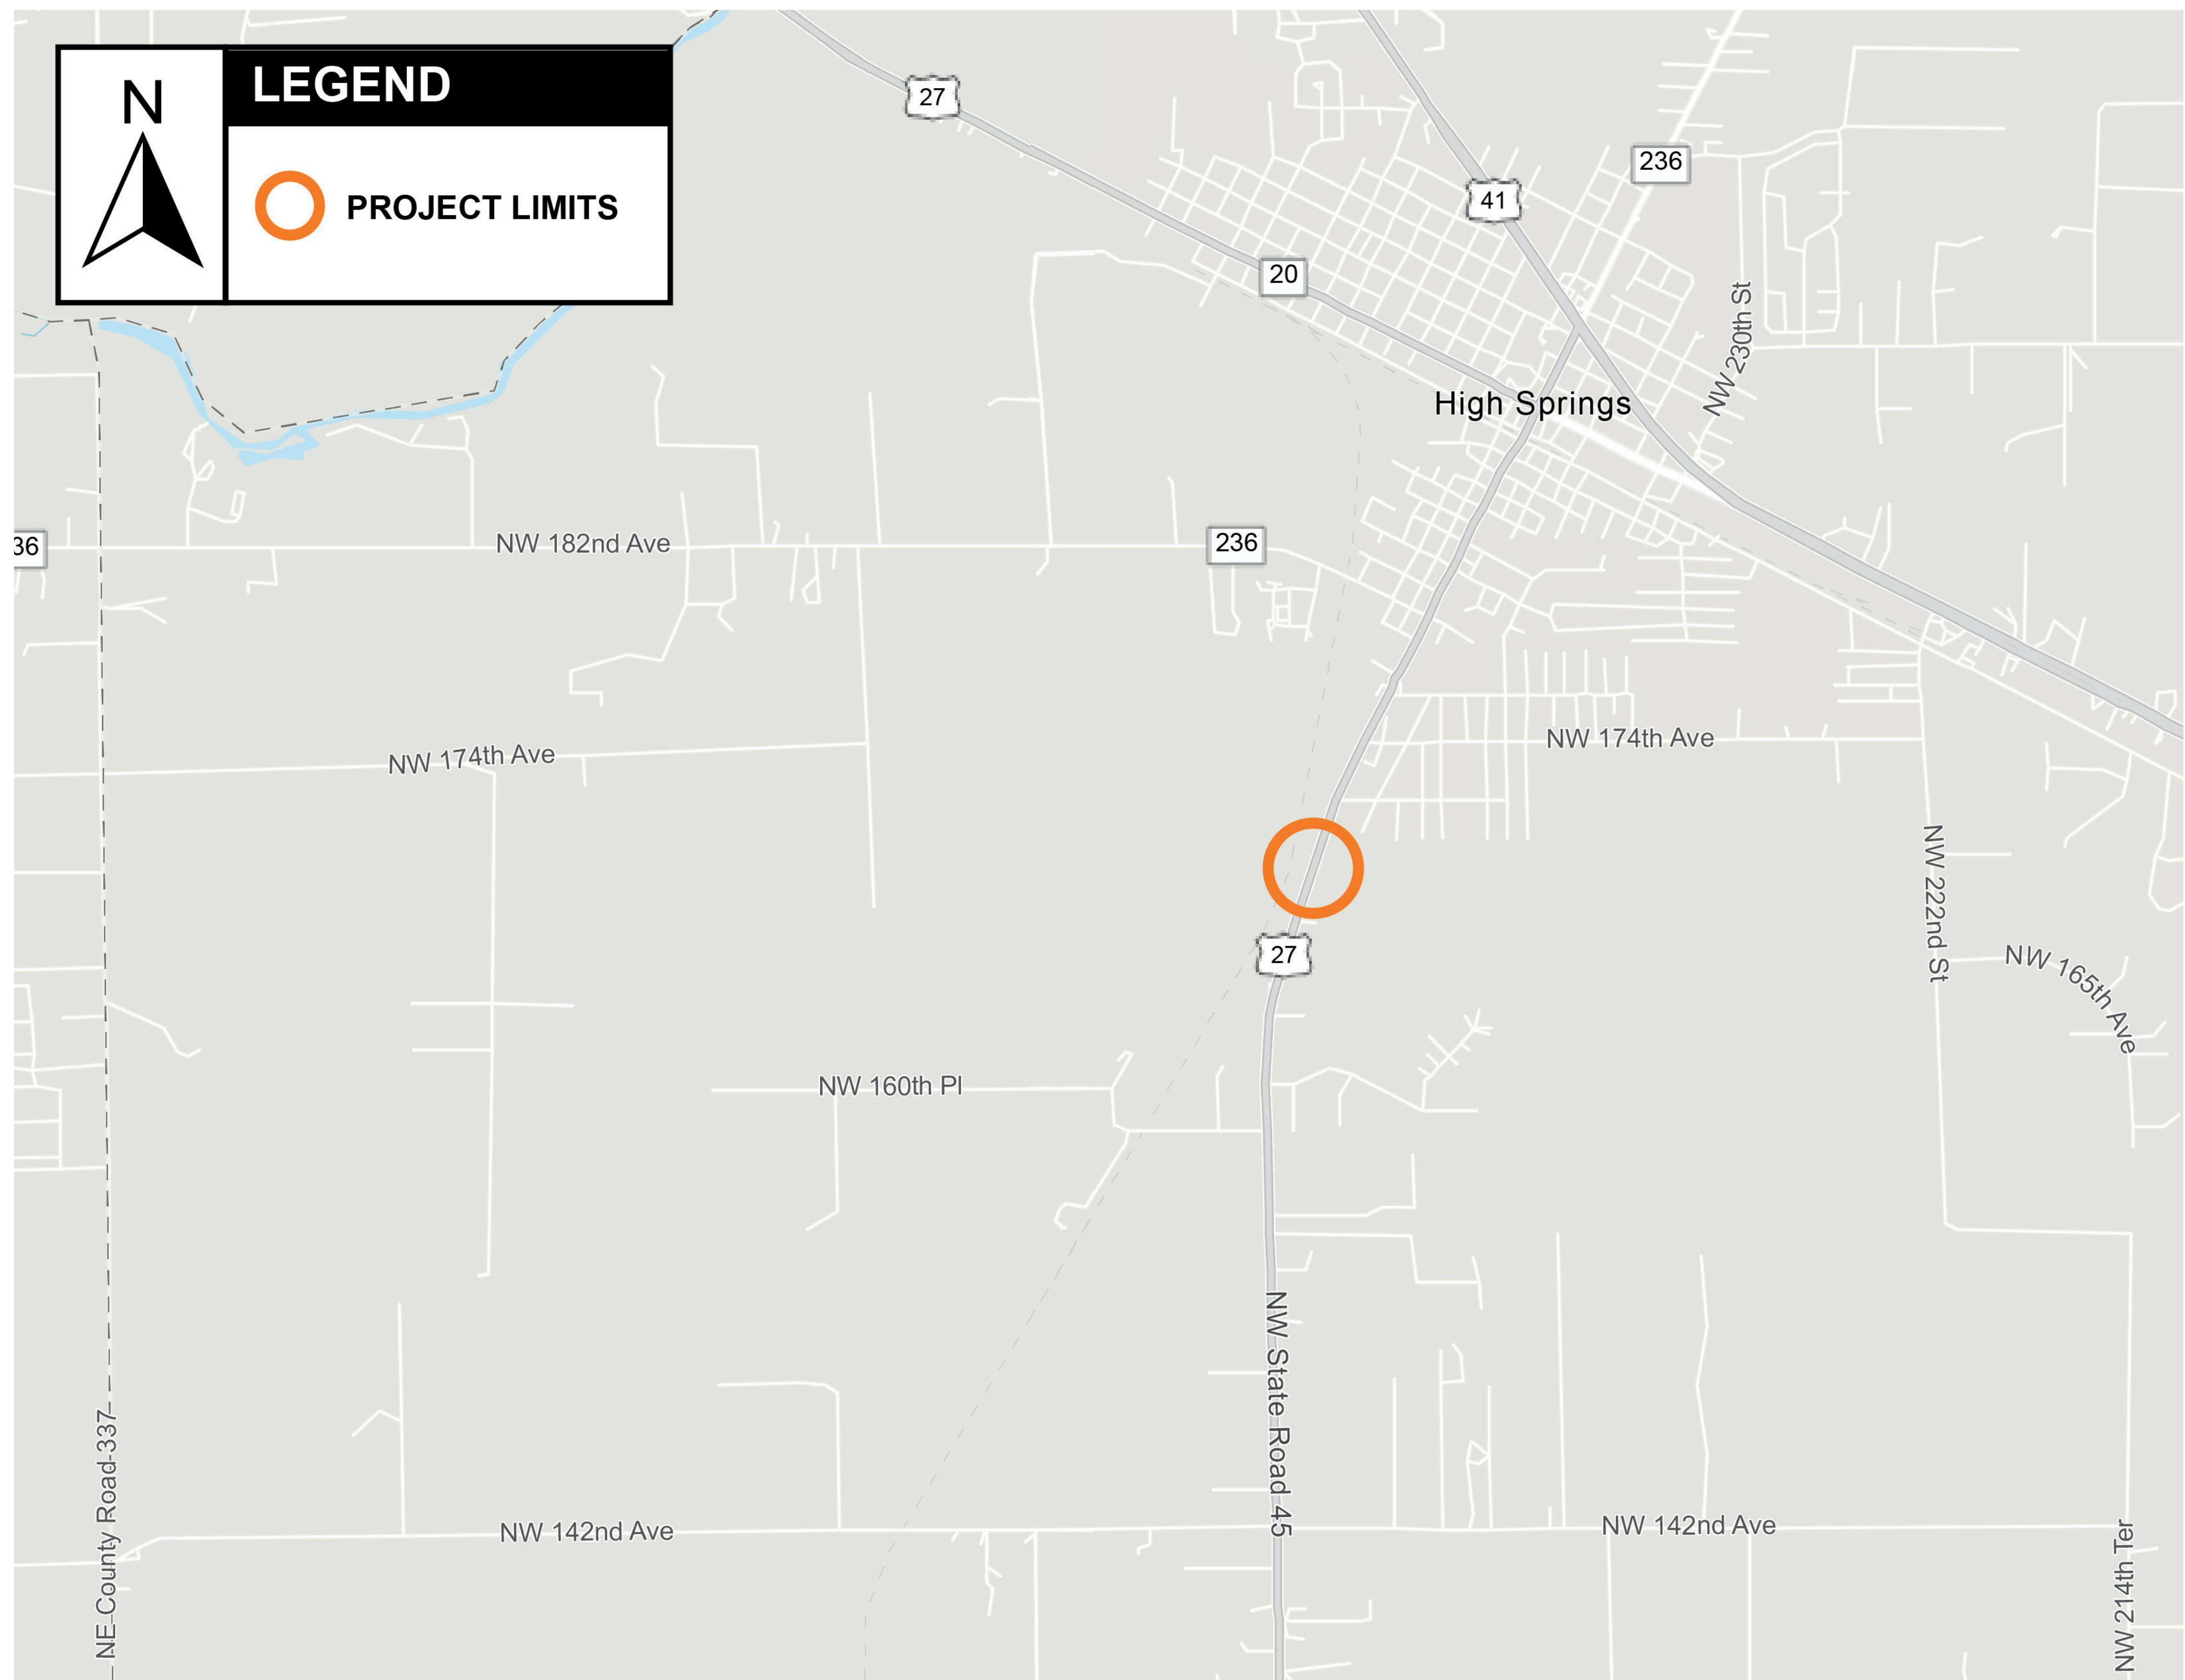 N
LEGEND
PROJECT LIMITS
27
236
41
20
NW 230th St
High Springs
36
NW 182nd Ave
236
NW 174th Ave
NW 174th Ave
NW 222nd St
27
NW 165th Ave
NW 160th Pl
NW State Road 45
NE County Road 337
NW 142nd Ave
NW 142nd Ave
NW 214th Ter